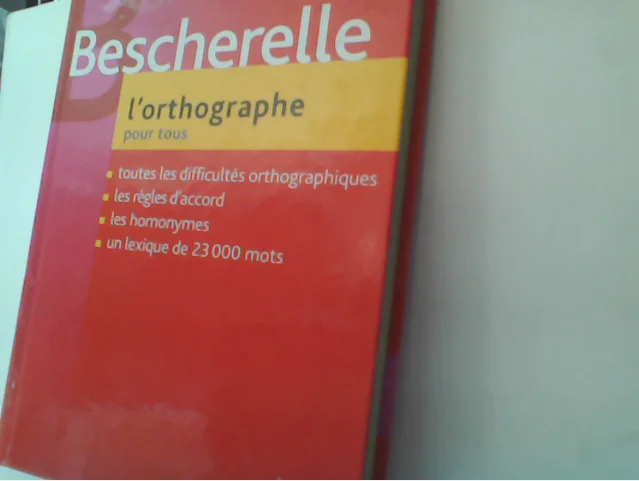 Bescherelle
l'orthographe
pour tous
toutes les difficultés orthographiques
les règles d'accord
les homonymes
un lexique de 23 000 mots